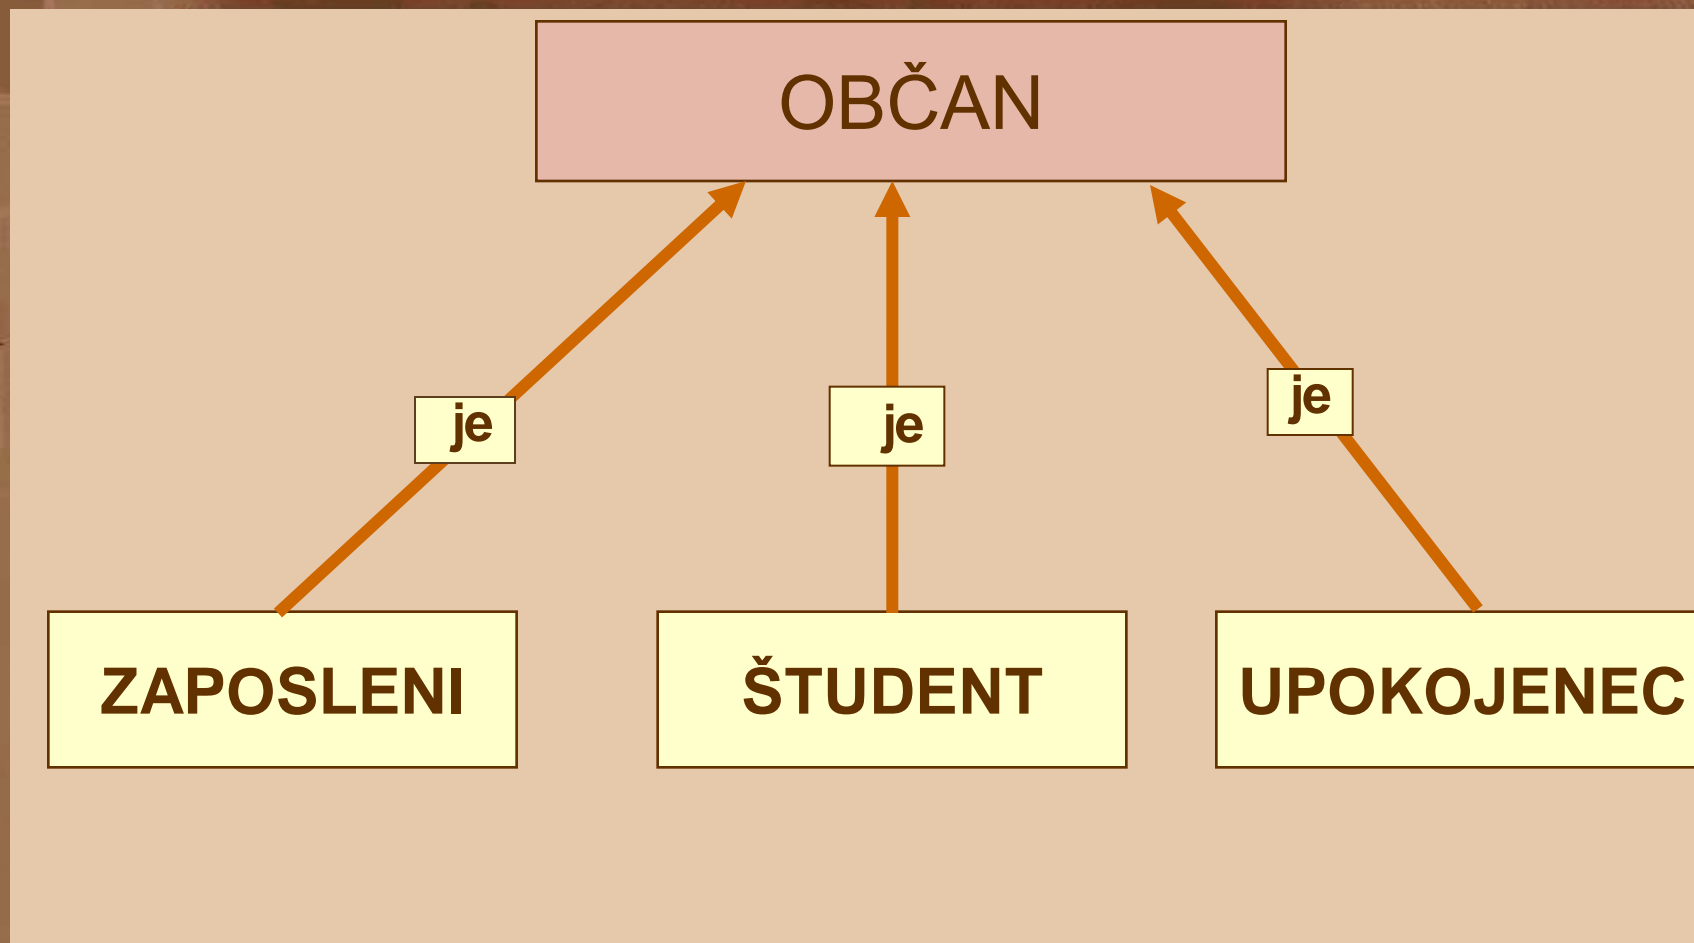 OBČAN
je
je
je
ZAPOSLENI
ŠTUDENT
UPOKOJENEC